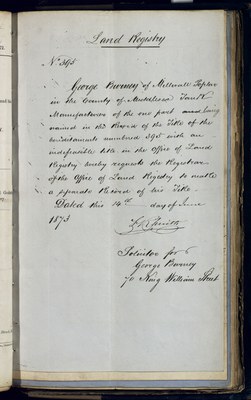 Land Registry
No 395
George Burney of Millwall Poplar
in the County of Middlesex Tank
Manufacturer of the one part and being
named in the Record of the Title of the
hereditaments numbered 395 with an
indefeasible title in the Office of Land
Registry hereby requests the Registrar
of the Office of Land Registry to make
a separate Record of his Title.
Dated this 14th day of June
1873
Solicitor for
George Burney
70 King William Street